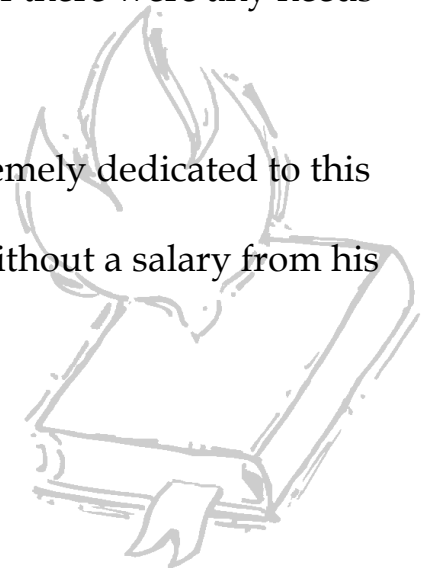 there were any needs
emely dedicated to this
ithout a salary from his